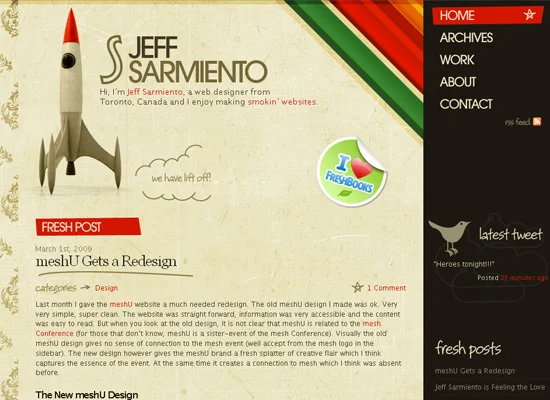 JEFF
SARMIENTO
Hi, I'm Jeff Sarmiento, a web designer from
Toronto, Canada and I enjoy making smokin' websites.
we have lift off!
I
FRESHBOOKS
HOME
ARCHIVES
WORK
ABOUT
CONTACT
rss feed
FRESH POST
March 1st, 2009
meshU Gets a Redesign
categories → Design
1 Comment
Last month I gave the meshU website a much needed redesign. The old meshU design I made was ok. Very
very simple, super clean. The website was straight forward, information was very accessible and the content
was easy to read. But when you look at the old design, it is not clear that meshU is related to the mesh
Conference (for those that don't know, meshU is a sister-event of the mesh Conference). Visually the old
meshU design gives no sense of connection to the mesh event (well accept from the mesh logo in the
sidebar). The new design however gives the meshU brand a fresh splatter of creative flair which I think
captures the essence of the event. At the same time it creates a connection to mesh which I think was absent
before.
The New meshU Design
latest tweet
"Heroes tonight!!!"
Posted 25 minutes ago
fresh posts
meshU Gets a Redesign
Jeff Sarmiento is Feeling the Love